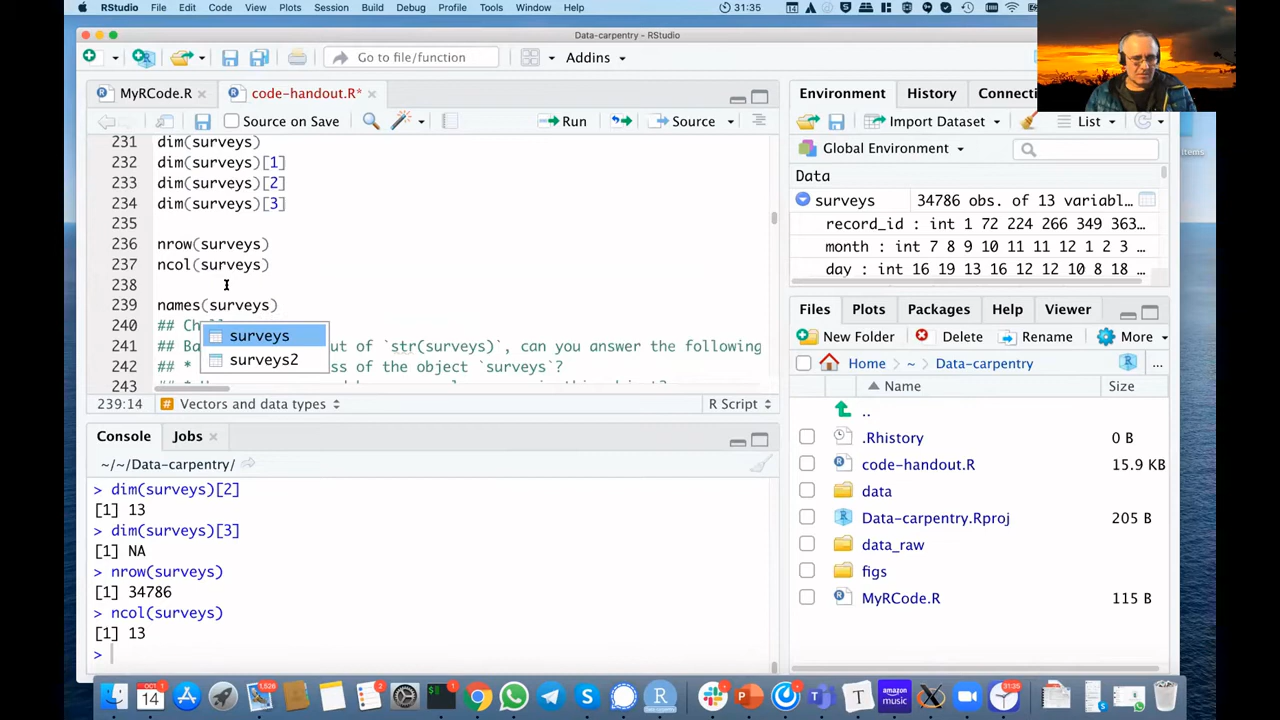 RStudio File Edit Code View Plots Session Build Debug Profile Tools Window Help 31:35
Data-carpentry - RStudio
Go to file/function Addins
MyRCode.R code-handout.R*
Source on Save Run Source
231 dim(surveys)
232 dim(surveys)[1]
233 dim(surveys)[2]
234 dim(surveys)[3]
235
236 nrow(surveys)
237 ncol(surveys)
238
239 names(surveys)
240
241 ut of `str(surveys)` can you answer the following
242 ## * ss of the object
243
surveys
surveys2
239:14 # Vectors and data types
Console Jobs
~/~/Data-carpentry/
> dim(surveys)[2]
[1] 13
> dim(surveys)[3]
[1] NA
> nrow(surveys)
[1] 34786
> ncol(surveys)
[1] 13
>
Environment History Connecti
Import Dataset List
Global Environment
Data
surveys 34786 obs. of 13 variabl...
record_id : int 1 72 224 266 349 363...
month : int 7 8 9 10 11 11 12 1 2 3 ...
day : int 16 19 13 16 12 12 10 8 18 ...
Files Plots Packages Help Viewer
New Folder Delete Rename More
Home Data-carpentry ...
Name Size
..
.Rhistory 0 B
code-handout.R 15.9 KB
data
Data-carpentry.Rproj 205 B
data_raw
figs
MyRCode.R 115 B
items
amazon
music
31:35